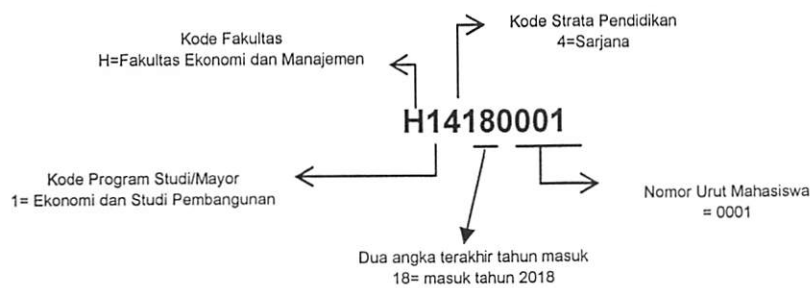 Kode Fakultas
H=Fakultas Ekonomi dan Manajemen
Kode Strata Pendidikan
4=Sarjana
H14180001
Kode Program Studi/Mayor
1= Ekonomi dan Studi Pembangunan
Nomor Urut Mahasiswa
= 0001
Dua angka terakhir tahun masuk
18= masuk tahun 2018